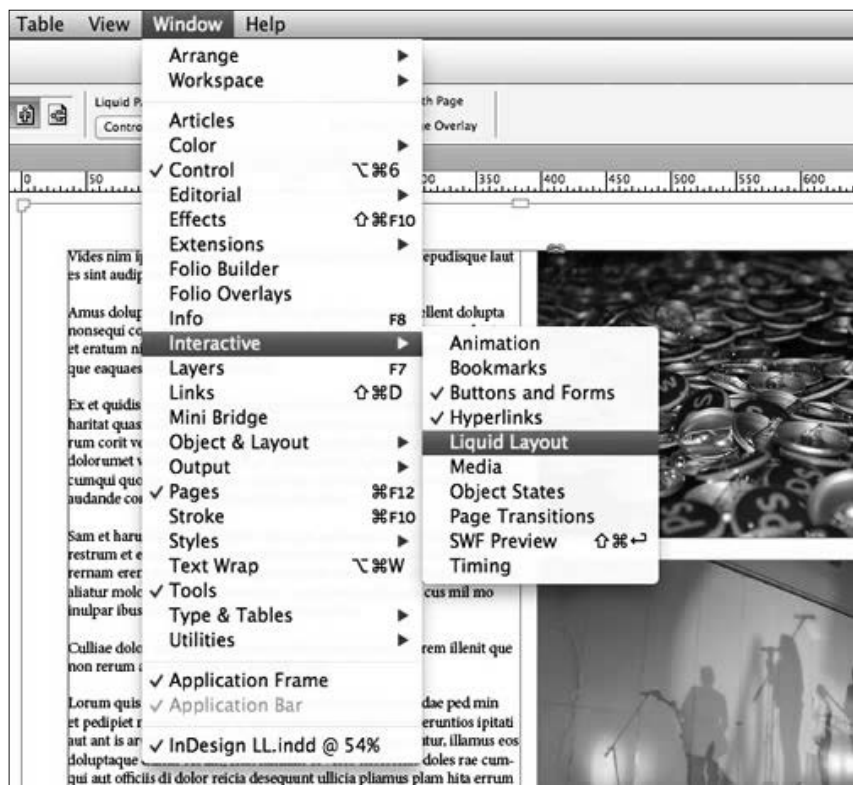 Table View Window Help
Arrange
Workspace
Liquid P
Contro
th Page
e Overlay
Articles
Color
✓ Control ⌥⌘6
Editorial
Effects ⇧⌘F10
Extensions
Folio Builder
Folio Overlays
Info F8
Interactive
Layers F7
Links ⇧⌘D
Mini Bridge
Object & Layout
Output
✓ Pages ⌘F12
Stroke ⌘F10
Styles
Text Wrap ⌥⌘W
✓ Tools
Type & Tables
Utilities
✓ Application Frame
✓ Application Bar
✓ InDesign LL.indd @ 54%
Animation
Bookmarks
✓ Buttons and Forms
✓ Hyperlinks
Liquid Layout
Media
Object States
Page Transitions
SWF Preview ⇧⌘↩
Timing
0 50 00 350 400 450 500 550 600
Vides nim i epudisque laut
es sint audip
Amus dolup ellent dolupta
nonsequi co
et eratum ni
que eaquaes
Ex et quidis
haritat quas
rum corit ve
dolorumet v
cumqui quo
audande con
Sam et haru
restrum et e
rernam erer
aliatur molo cus mil mo
inulpar ibus
Culliae dolo rem illenit que
non rerum a
Lorum quis dae ped min
et pedipiet r eruntios ipitati
aut ant is ar tur, illamus eos
doluptaque doles rae cum-
qui aut officiis di dolor reicia desequunt ullicia pliamus plam hita errum